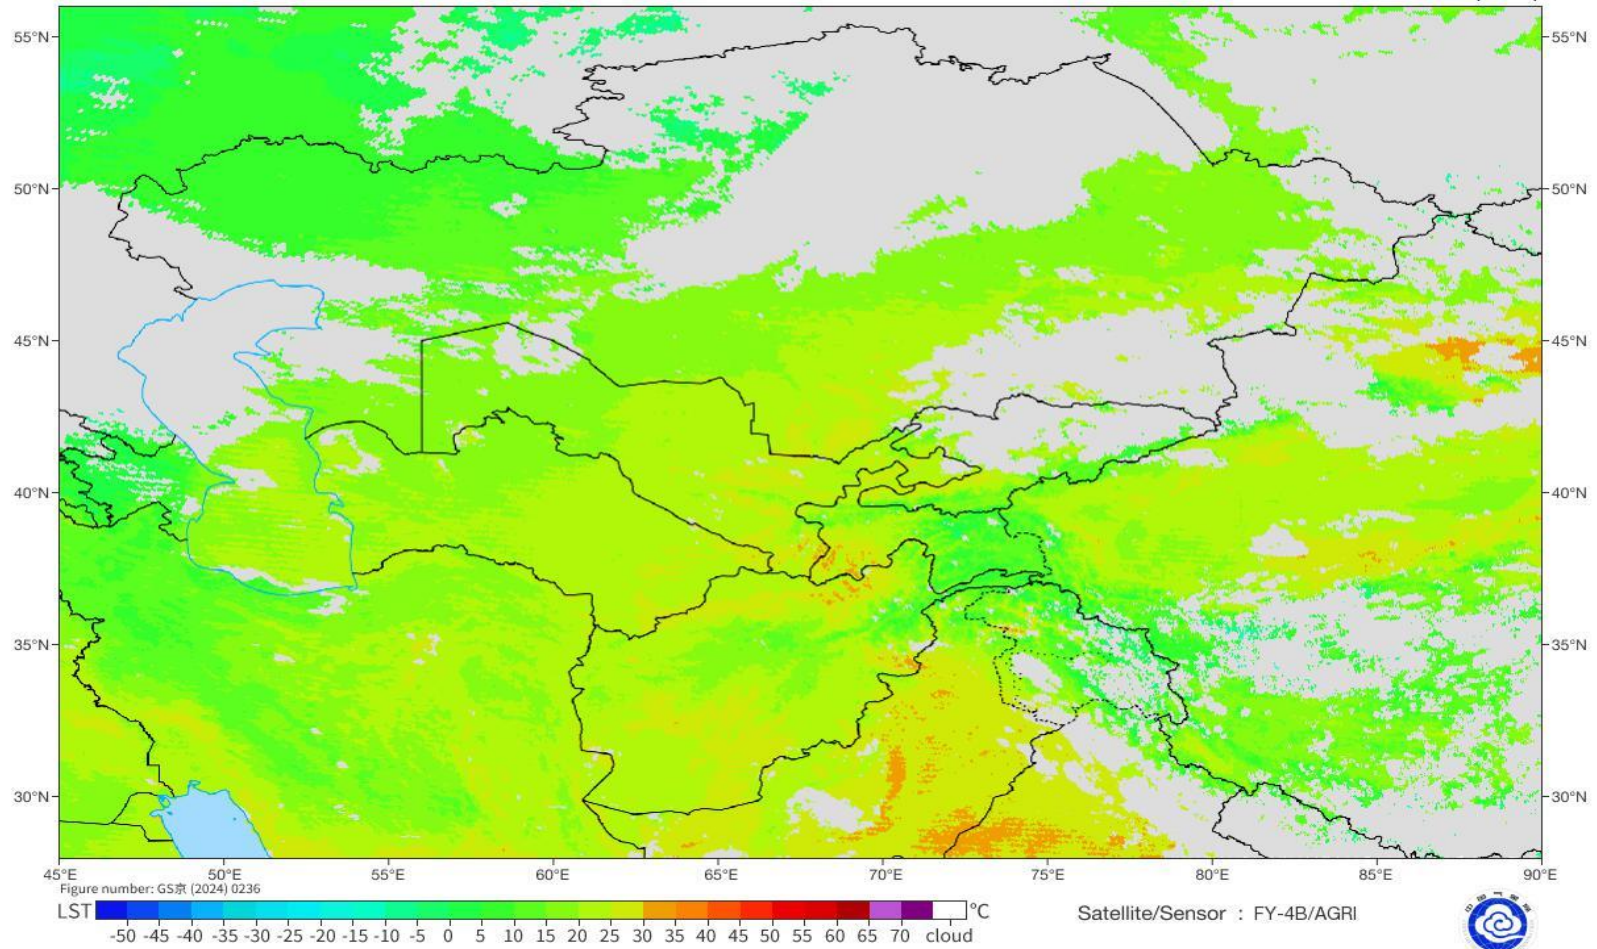 55°N 55°N
50°N 50°N
45°N 45°N
40°N 40°N
35°N 35°N
30°N 30°N
45°E 50°E 55°E 60°E 65°E 70°E 75°E 80°E 85°E 90°E
Figure number: GS京 (2024) 0236
LST °C
-50 -45 -40 -35 -30 -25 -20 -15 -10 -5 0 5 10 15 20 25 30 35 40 45 50 55 60 65 70 cloud
Satellite/Sensor : FY-4B/AGRI